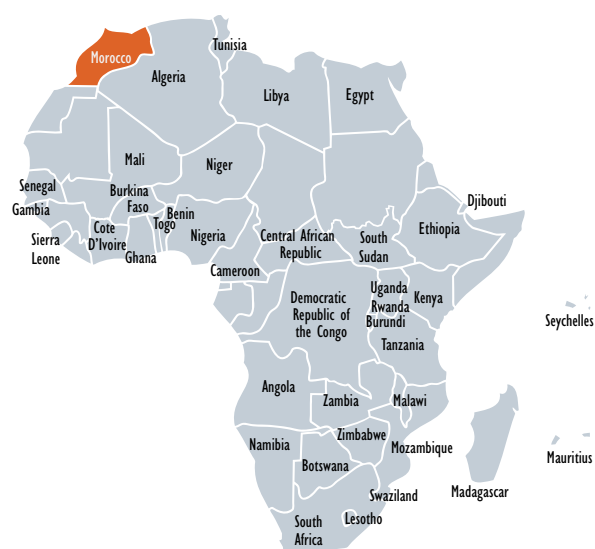 Tunisia
Morocco
Algeria
Libya
Egypt
Mali
Niger
Senegal
Burkina
Faso
Djibouti
Gambia
Benin
Togo
Cote
D'Ivoire
Nigeria
Ethiopia
Sierra
Leone
Ghana
Central African
Republic
South
Sudan
Cameroon
Uganda
Rwanda
Burundi
Kenya
Democratic
Republic of
the Congo
Seychelles
Tanzania
Angola
Zambia
Malawi
Namibia
Zimbabwe
Mozambique
Mauritius
Botswana
Swaziland
Madagascar
South
Africa
Lesotho